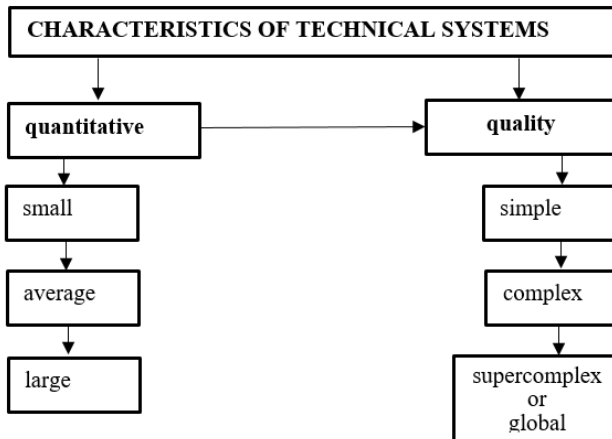 CHARACTERISTICS OF TECHNICAL SYSTEMS
quantitative
quality
small
simple
average
complex
large
supercomplex
or
global